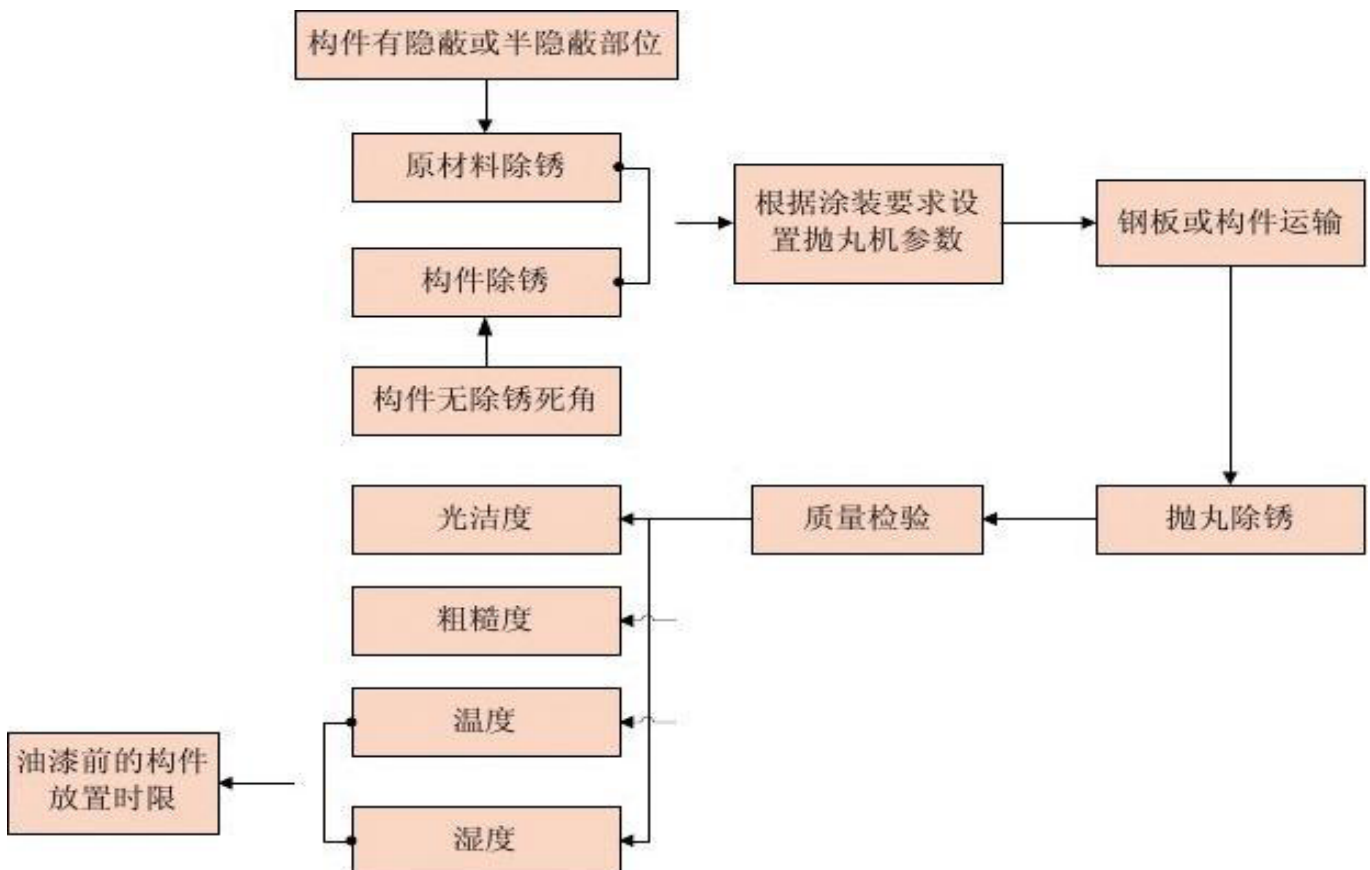 构件有隐蔽或半隐蔽部位
原材料除锈
构件除锈
构件无除锈死角
根据涂装要求设
置抛丸机参数
钢板或构件运输
抛丸除锈
质量检验
光洁度
粗糙度
温度
湿度
油漆前的构件
放置时限